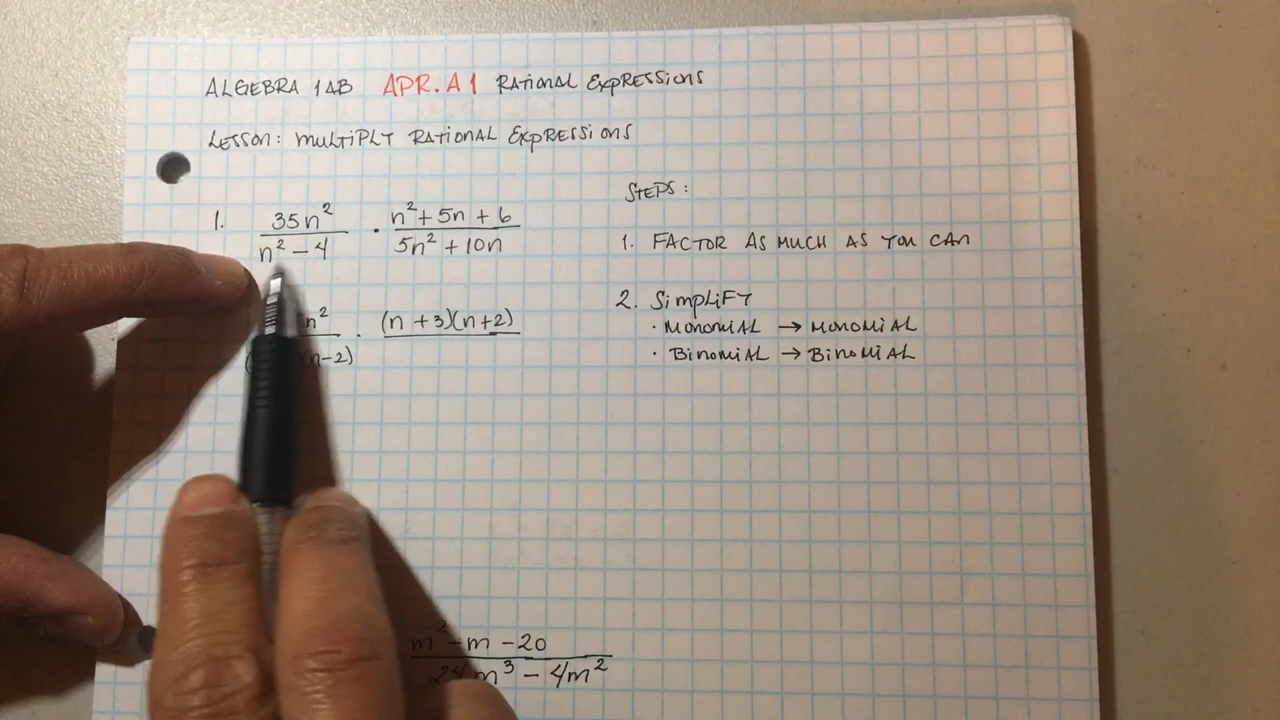 ALGEBRA 1AB APR.A1 RATIONAL EXPRESSIONS
LESSON: MULTIPLY RATIONAL EXPRESSIONS
STEPS:
1. 35n² / n² - 4 · n² + 5n + 6 / 5n² + 10n
1. FACTOR AS MUCH AS YOU CAN
2. SIMPLIFY
· MONOMIAL → MONOMIAL
· BINOMIAL → BINOMIAL
n² / (n-2) · (n + 3)(n+2)
m² - m - 20 / 24m³ - 4m²